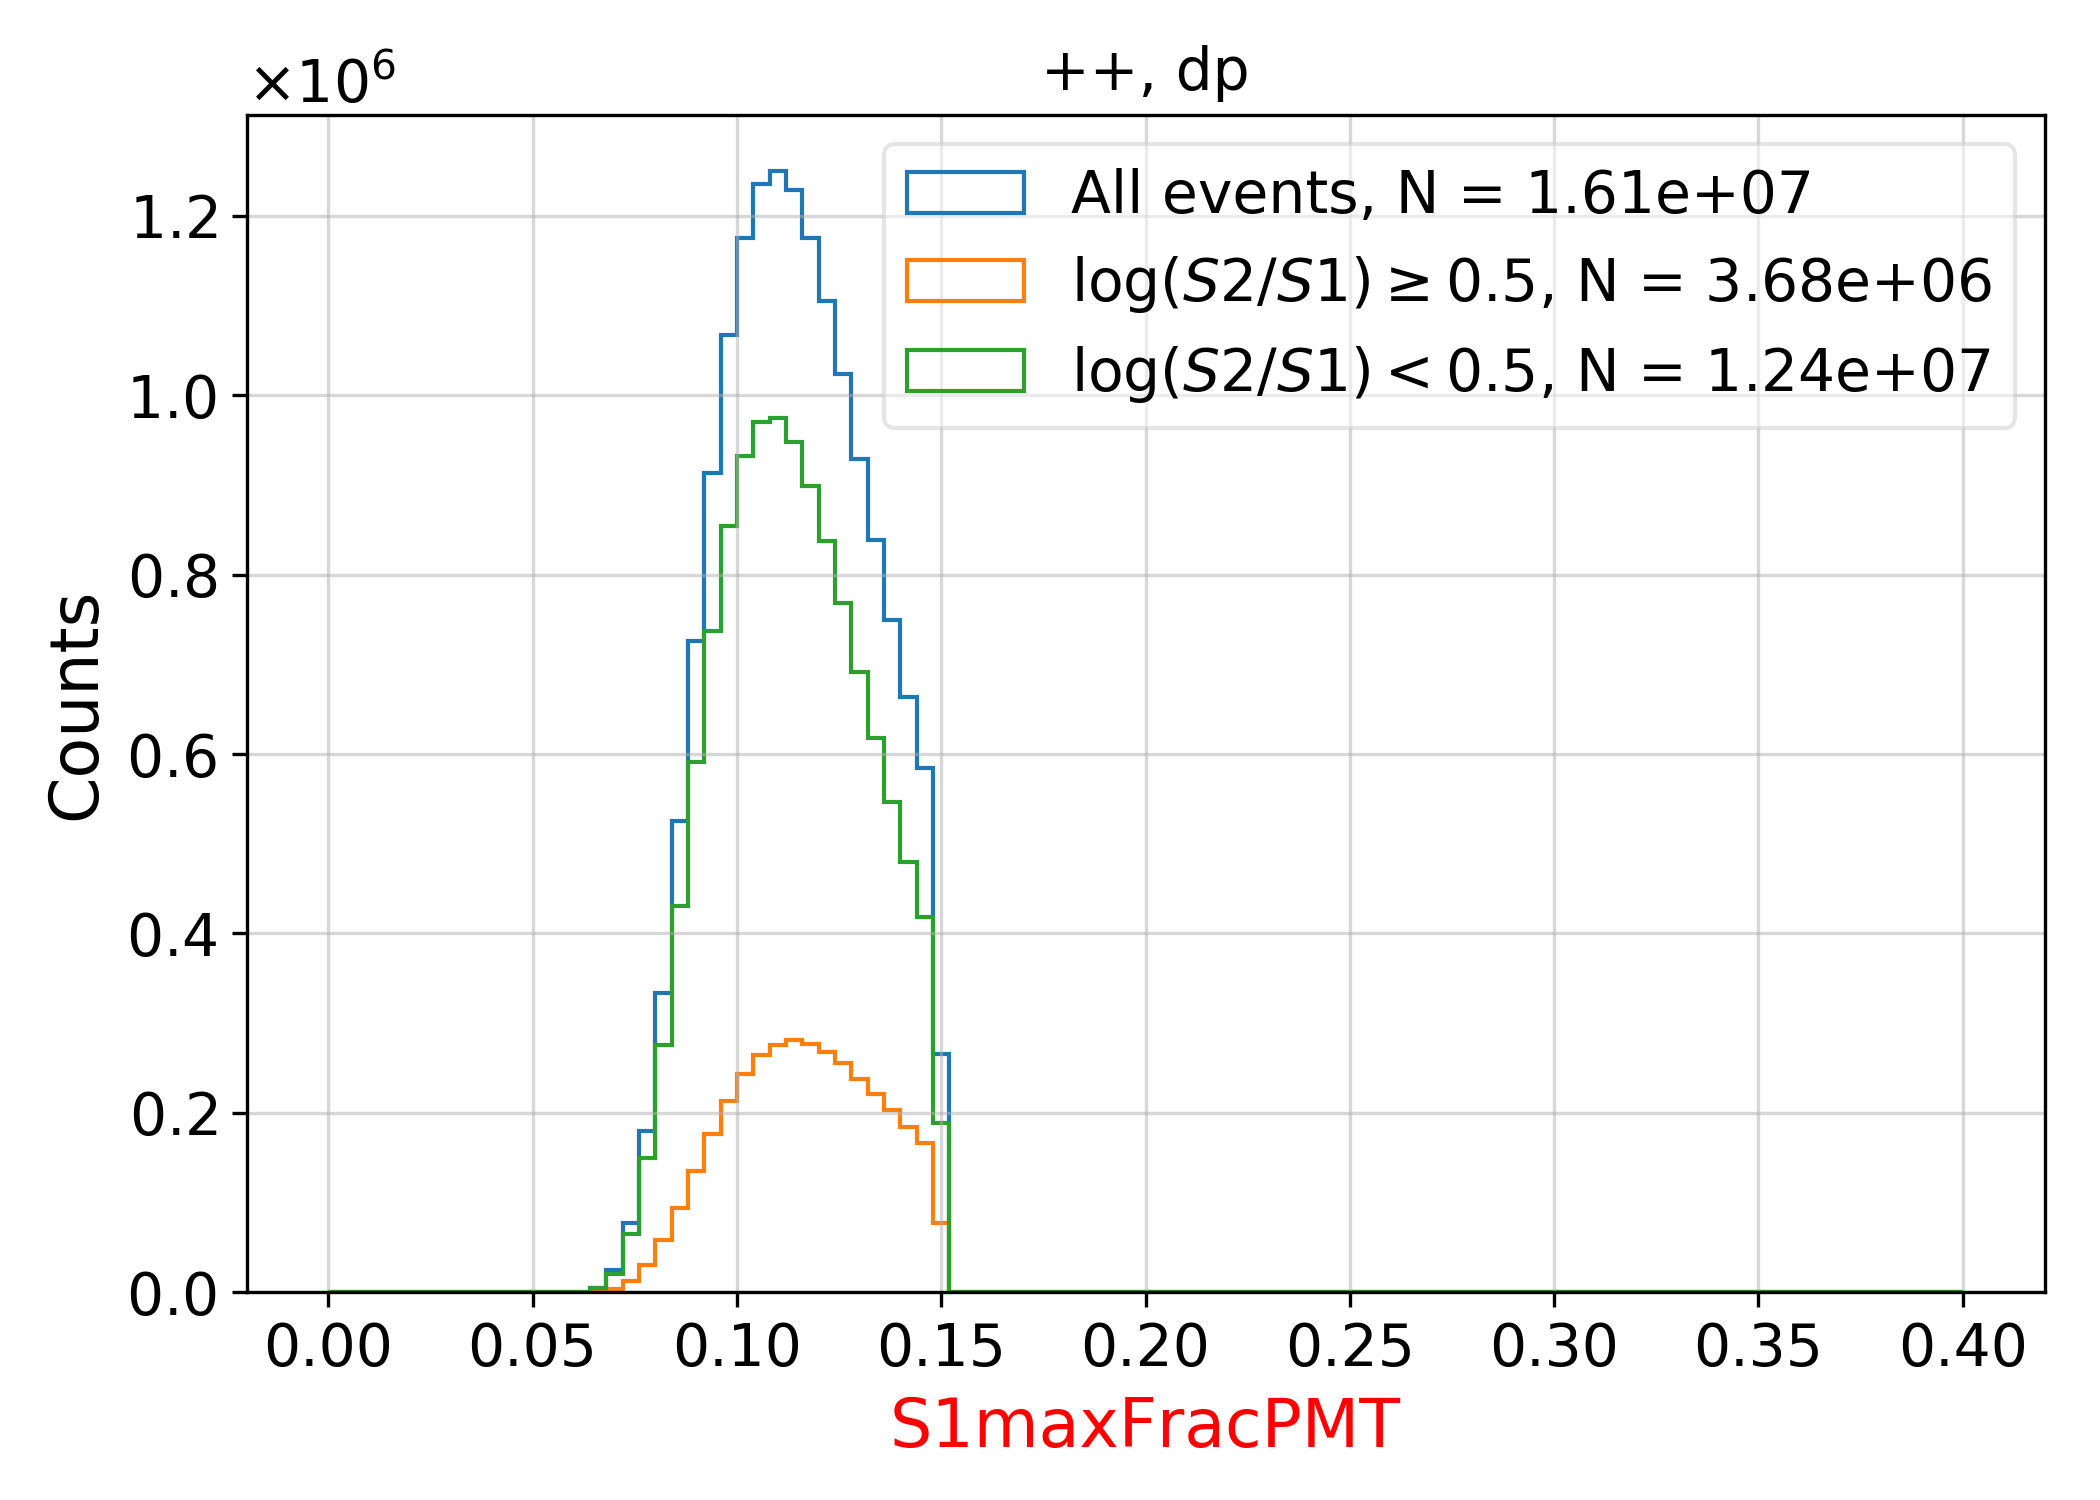 ×10⁶
++, dp
All events, N = 1.61e+07
log(S2/S1) ≥ 0.5, N = 3.68e+06
log(S2/S1) < 0.5, N = 1.24e+07
1.2
1.0
0.8
0.6
0.4
0.2
0.0
Counts
0.00 0.05 0.10 0.15 0.20 0.25 0.30 0.35 0.40
S1maxFracPMT